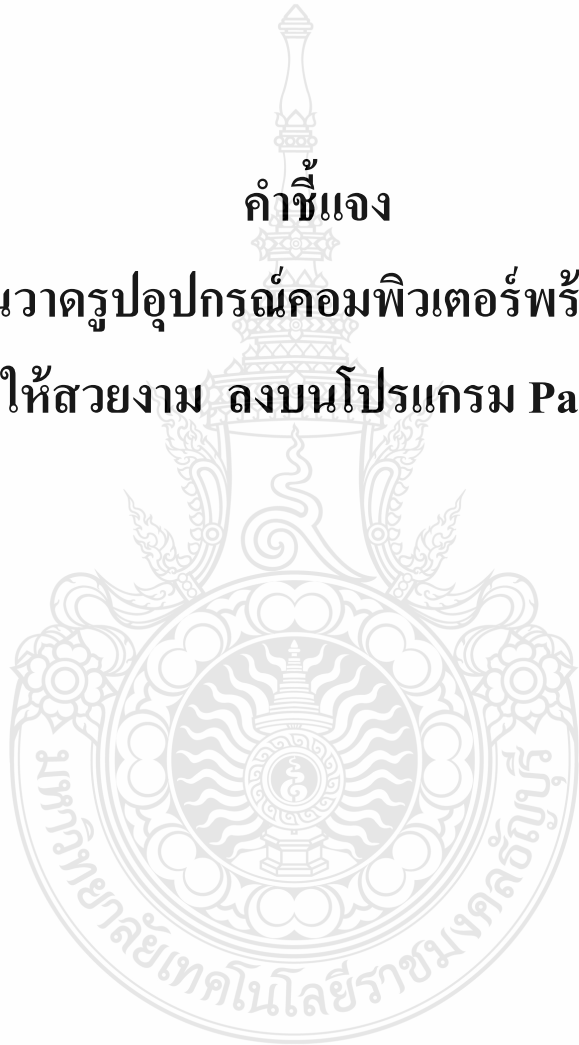 คำชี้แจง
นวาดรูปอุปกรณ์คอมพิวเตอร์พร้
ให้สวยงาม ลงบนโปรแกรม Pa
มหาวิทยาลัยเทคโนโลยีราชมงคลธัญบุรี